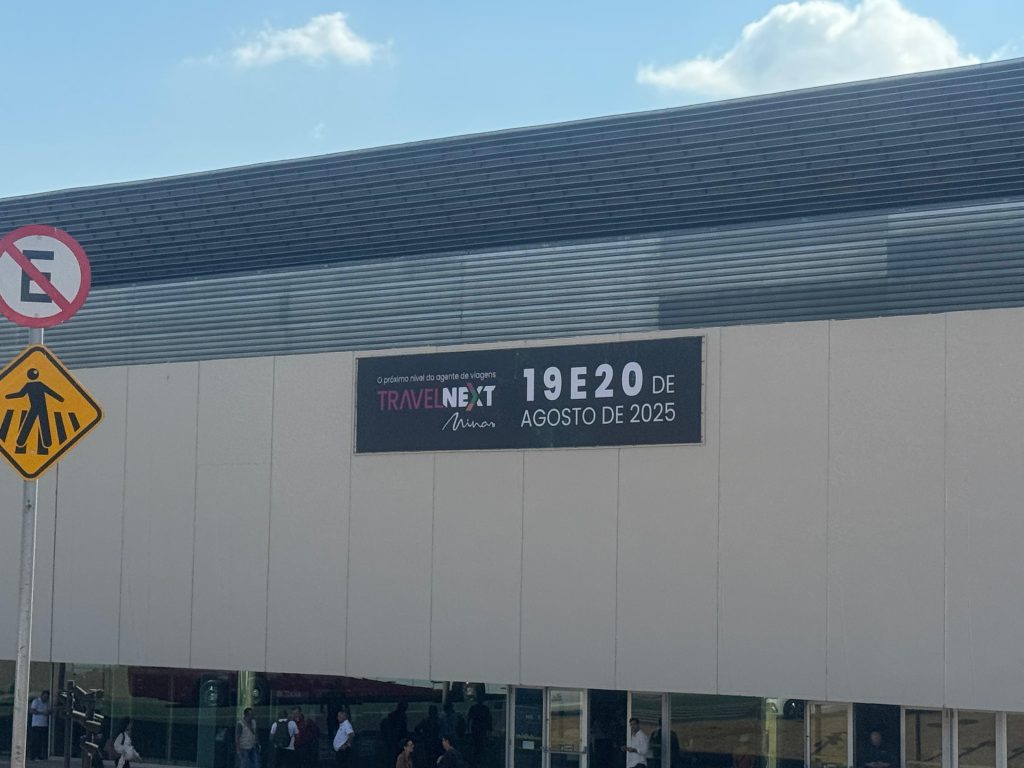 E
O próximo nível do agente de viagens
TRAVELNEXT
Minas
19 E 20 DE
AGOSTO DE 2025